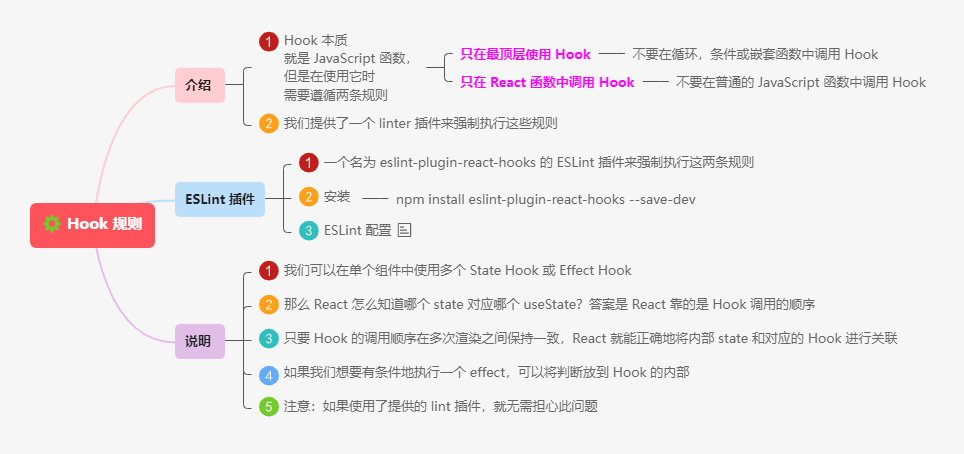 Hook 规则
介绍
1
Hook 本质
就是 JavaScript 函数，
但是在使用它时
需要遵循两条规则
只在最顶层使用 Hook
不要在循环，条件或嵌套函数中调用 Hook
只在 React 函数中调用 Hook
不要在普通的 JavaScript 函数中调用 Hook
2
我们提供了一个 linter 插件来强制执行这些规则
ESLint 插件
1
一个名为 eslint-plugin-react-hooks 的 ESLint 插件来强制执行这两条规则
2
安装
npm install eslint-plugin-react-hooks --save-dev
3
ESLint 配置
说明
1
我们可以在单个组件中使用多个 State Hook 或 Effect Hook
2
那么 React 怎么知道哪个 state 对应哪个 useState？答案是 React 靠的是 Hook 调用的顺序
3
只要 Hook 的调用顺序在多次渲染之间保持一致，React 就能正确地将内部 state 和对应的 Hook 进行关联
4
如果我们想要有条件地执行一个 effect，可以将判断放到 Hook 的内部
5
注意：如果使用了提供的 lint 插件，就无需担心此问题